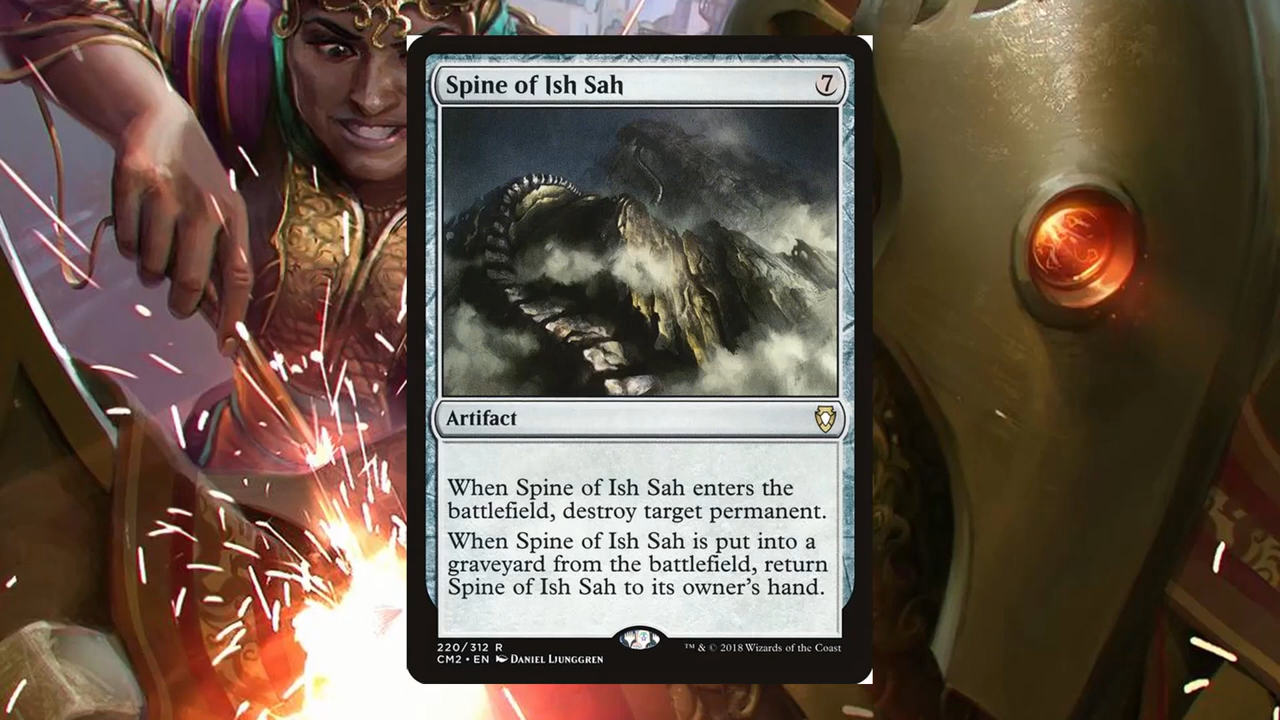 Spine of Ish Sah 7
Artifact
When Spine of Ish Sah enters the
battlefield, destroy target permanent.
When Spine of Ish Sah is put into a
graveyard from the battlefield, return
Spine of Ish Sah to its owner's hand.
220/312 R
CM2 • EN Daniel Ljunggren
™ & © 2018 Wizards of the Coast